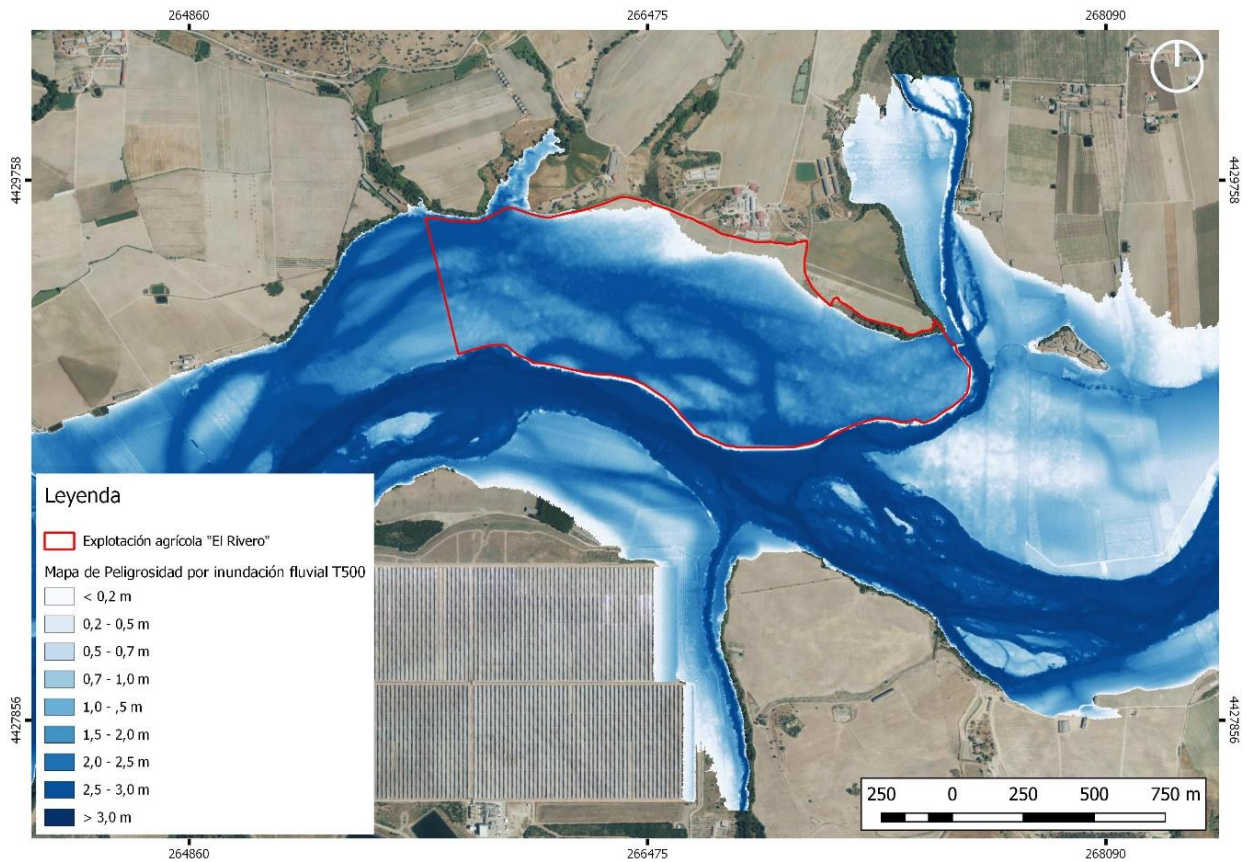 264860
266475
268090
4429758
4429758
Leyenda
Explotación agrícola "El Rivero"
Mapa de Peligrosidad por inundación fluvial T500
< 0,2 m
0,2 - 0,5 m
0,5 - 0,7 m
0,7 - 1,0 m
1,0 - ,5 m
1,5 - 2,0 m
2,0 - 2,5 m
2,5 - 3,0 m
> 3,0 m
4427856
4427856
250 0 250 500 750 m
264860
266475
268090